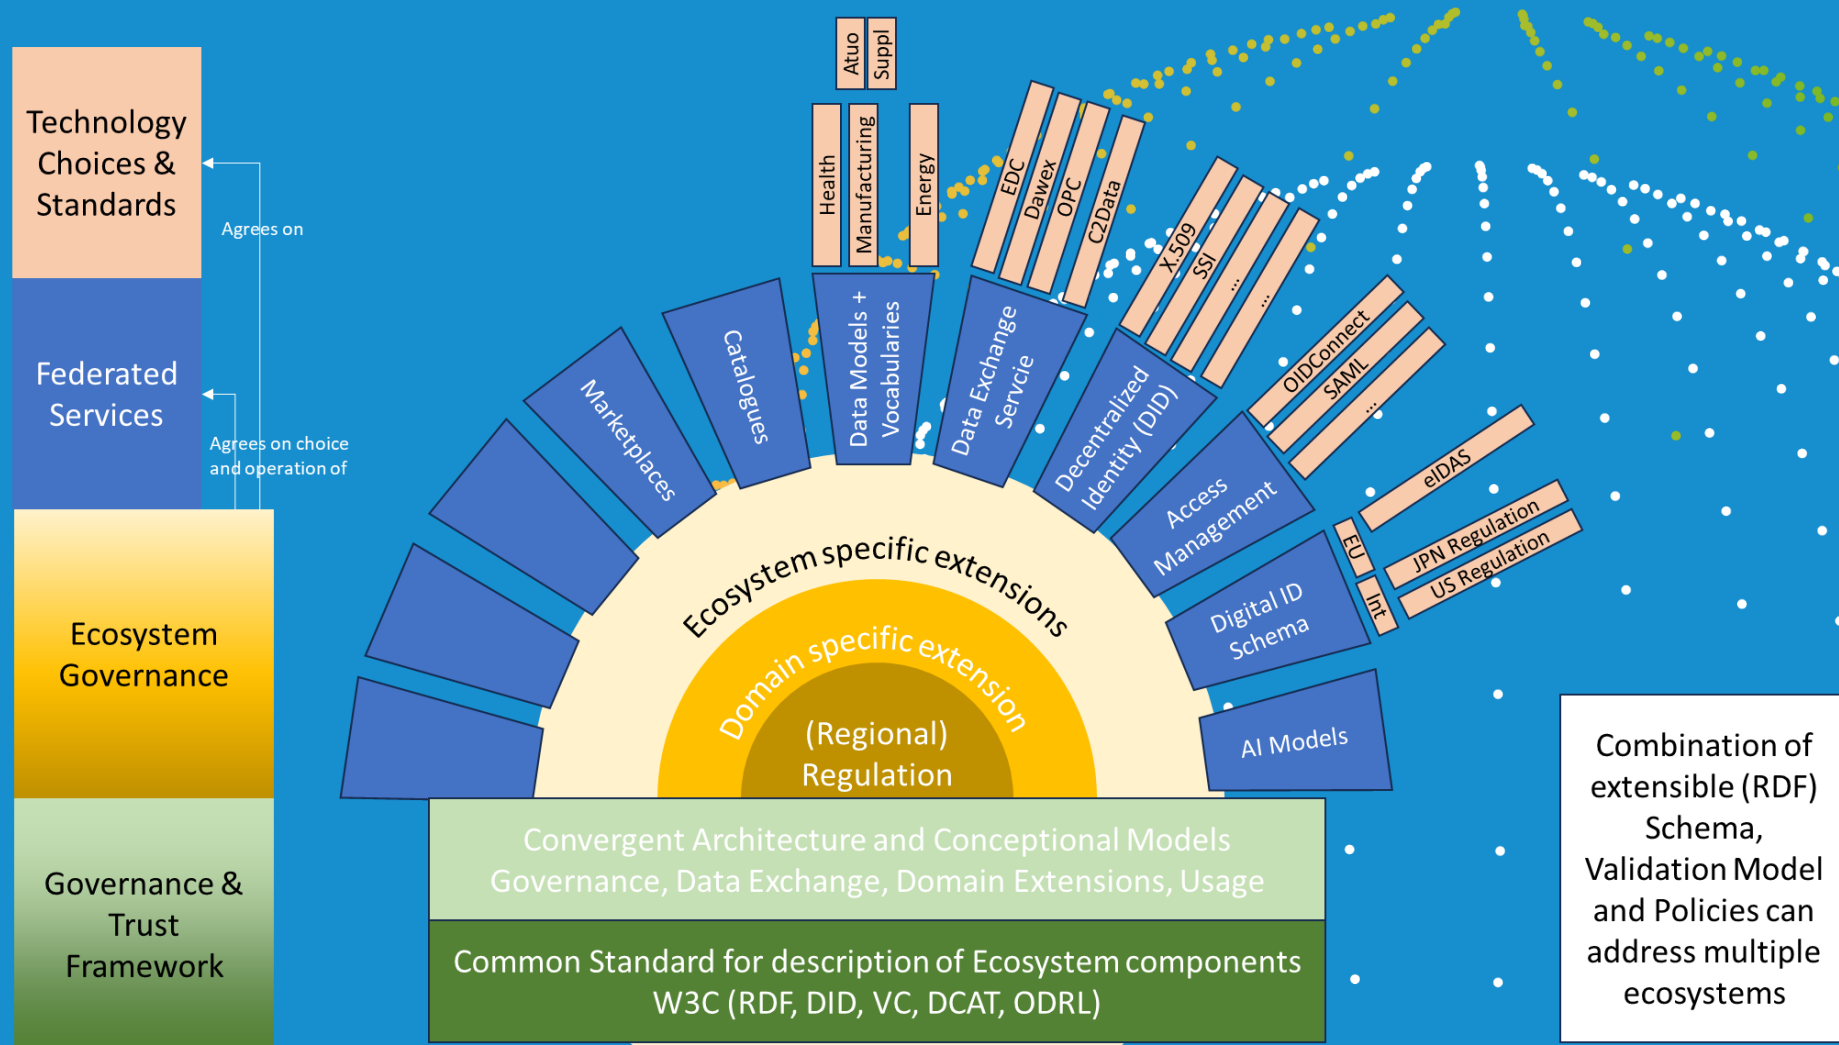 Technology
Choices &
Standards
Agrees on
Federated
Services
Agrees on choice
and operation of
Ecosystem
Governance
Governance &
Trust
Framework
Atuo
Suppl
Health
Manufacturing
Energy
EDC
Dawex
OPC
C2Data
X.509
SSI
...
...
OIDConnect
SAML
...
eIDAS
EU
Int
JPN Regulation
US Regulation
Marketplaces
Catalogues
Data Models +
Vocabularies
Data Exchange
Servcie
Decentralized
Identity (DID)
Access
Management
Digital ID
Schema
AI Models
Ecosystem specific extensions
Domain specific extension
(Regional)
Regulation
Convergent Architecture and Conceptional Models
Governance, Data Exchange, Domain Extensions, Usage
Common Standard for description of Ecosystem components
W3C (RDF, DID, VC, DCAT, ODRL)
Combination of
extensible (RDF)
Schema,
Validation Model
and Policies can
address multiple
ecosystems